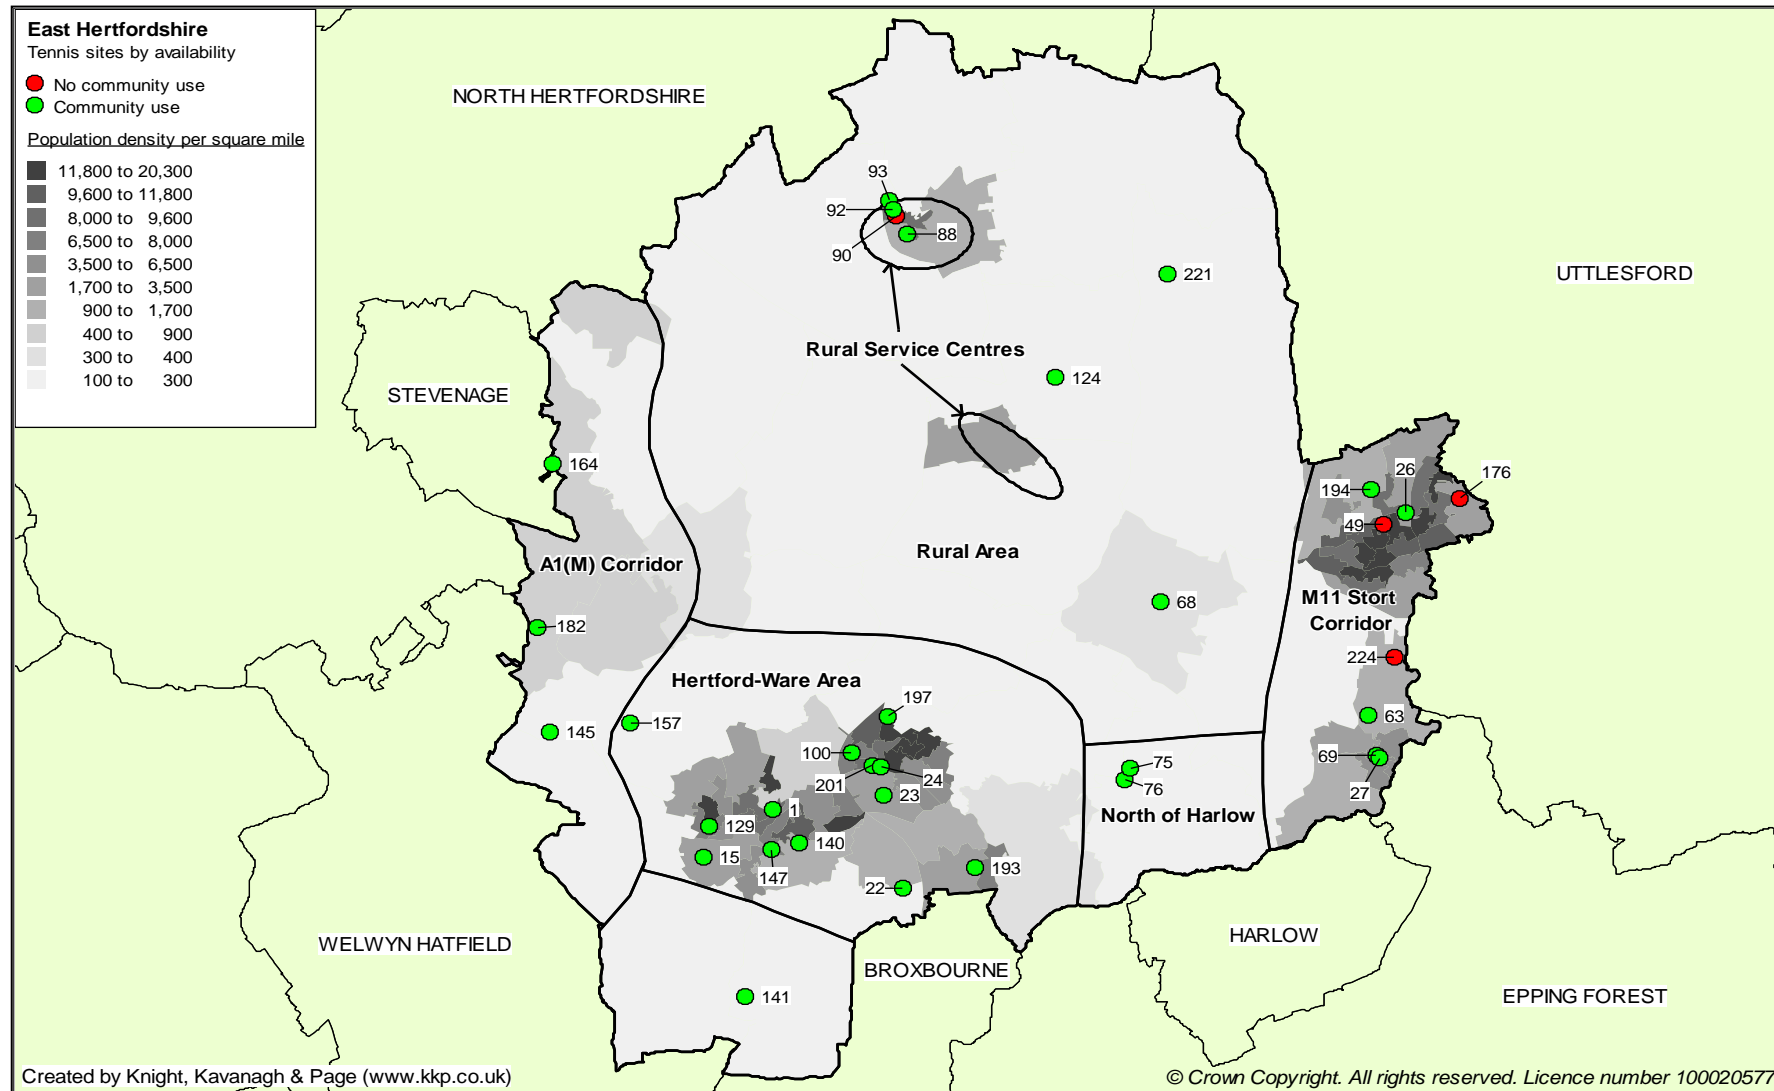 East Hertfordshire
Tennis sites by availability
No community use
Community use
Population density per square mile
11,800 to 20,300
9,600 to 11,800
8,000 to 9,600
6,500 to 8,000
3,500 to 6,500
1,700 to 3,500
900 to 1,700
400 to 900
300 to 400
100 to 300
NORTH HERTFORDSHIRE
93
92
88
90
221
UTTLESFORD
Rural Service Centres
124
STEVENAGE
164
26
176
194
49
Rural Area
A1(M) Corridor
M11 Stort
Corridor
68
182
224
Hertford-Ware Area
197
63
157
145
100
69
75
201
24
76
27
23
1
North of Harlow
129
140
15
147
193
22
HARLOW
WELWYN HATFIELD
BROXBOURNE
141
EPPING FOREST
Created by Knight, Kavanagh & Page (www.kkp.co.uk)
© Crown Copyright. All rights reserved. Licence number 100020577